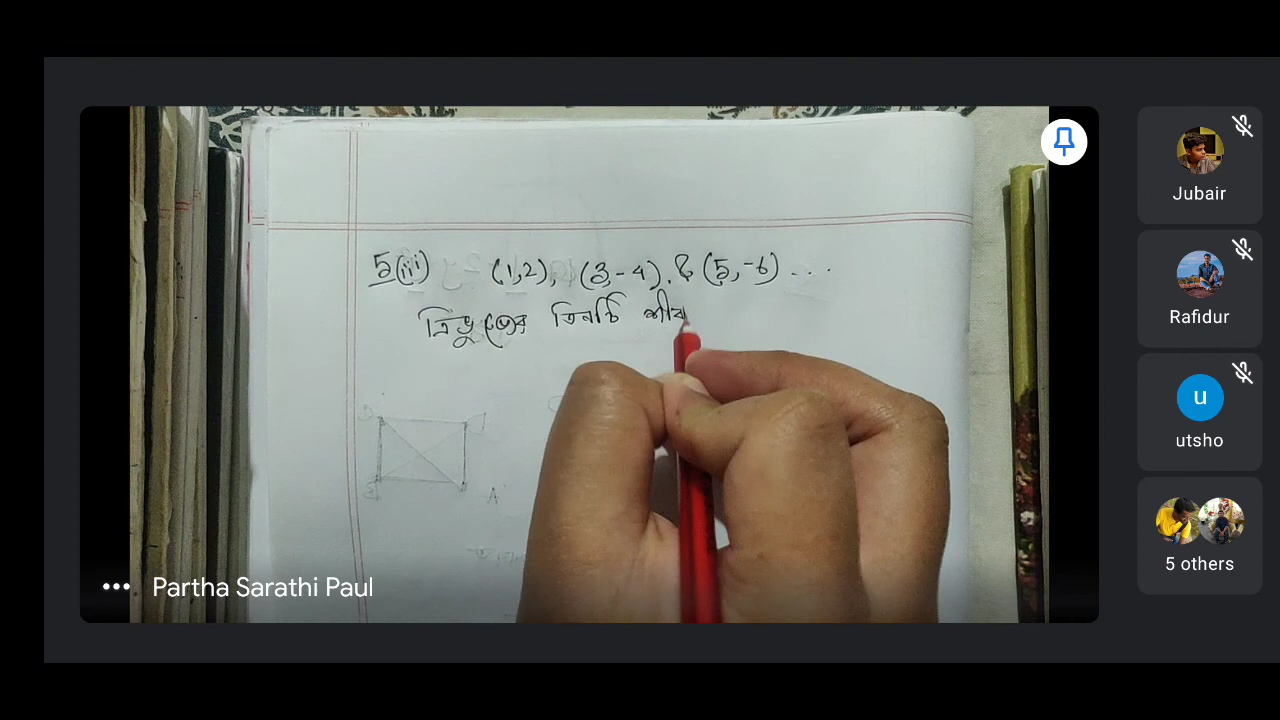 5(iii) (1,2), (3,-4). & (5,-6) ...
ত্রিভুজের তিনটি শীর্ষ
Jubair
Rafidur
u
utsho
5 others
Partha Sarathi Paul